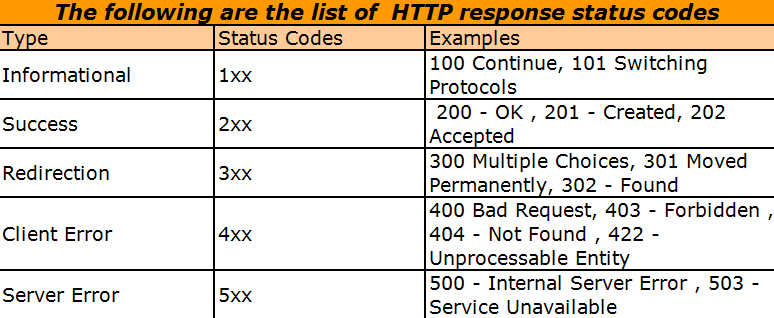 The following are the list of HTTP response status codes
Type Status Codes Examples
Informational 1xx 100 Continue, 101 Switching
Protocols
Success 2xx 200 - OK , 201 - Created, 202
Accepted
Redirection 3xx 300 Multiple Choices, 301 Moved
Permanently, 302 - Found
Client Error 4xx 400 Bad Request, 403 - Forbidden ,
404 - Not Found , 422 -
Unprocessable Entity
Server Error 5xx 500 - Internal Server Error , 503 -
Service Unavailable